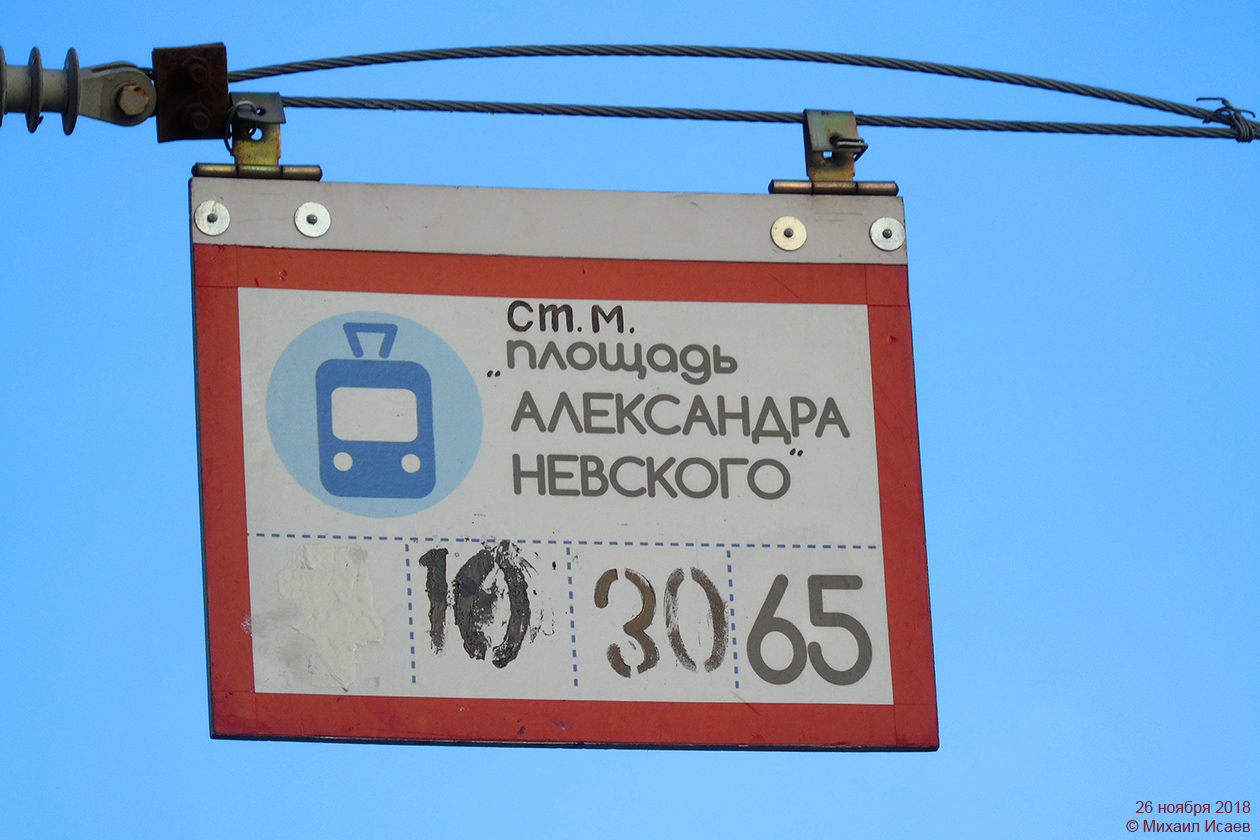 ст. м.
„площадь
АЛЕКСАНДРА
НЕВСКОГО"
10 30 65
26 ноября 2018
© Михаил Исаев